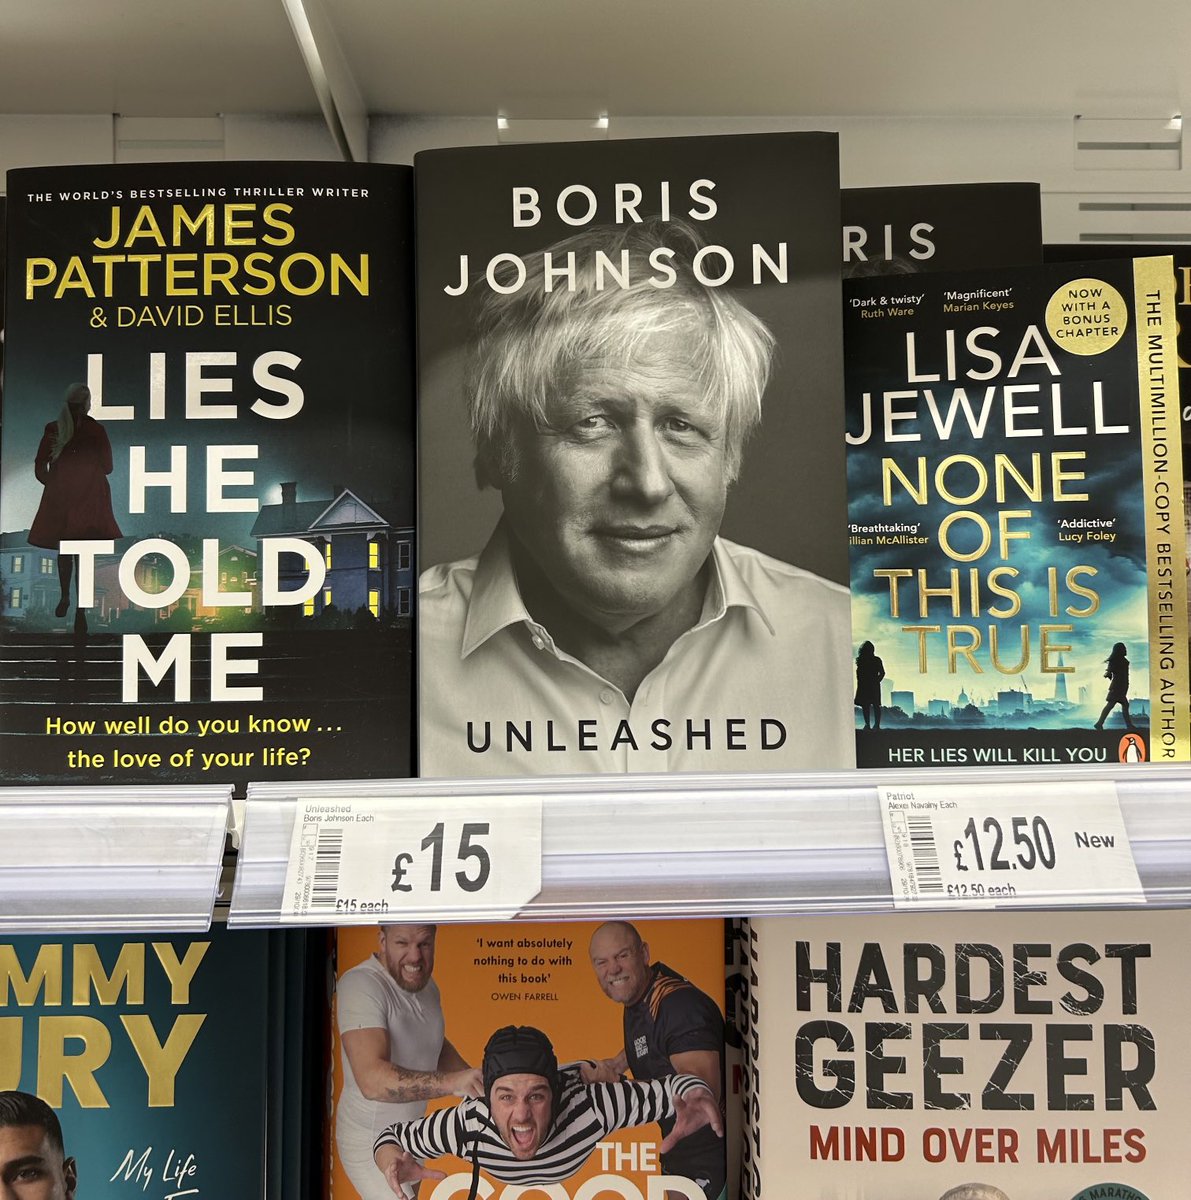 THE WORLD'S BESTSELLING THRILLER WRITER
JAMES
PATTERSON
& DAVID ELLIS
LIES
HE
TOLD
ME
How well do you know...
the love of your life?
BORIS
JOHNSON
UNLEASHED
RIS
'Dark & twisty'
Ruth Ware
'Magnificent'
Marian Keyes
NOW
WITH A
BONUS
CHAPTER
LISA
JEWELL
NONE
OF
THIS IS
TRUE
'Breathtaking'
illian McAllister
'Addictive'
Lucy Foley
HER LIES WILL KILL YOU
THE MULTIMILLION-COPY BESTSELLING AUTHOR
Unleashed
Boris Johnson Each
£15
£15 each
Patriot
Alexei Navalny Each
£12.50
New
£12.50 each
MMY
URY
My Life
'I want absolutely
nothing to do with
this book'
OWEN FARRELL
THE
GOOD
HARDEST
GEEZER
MIND OVER MILES